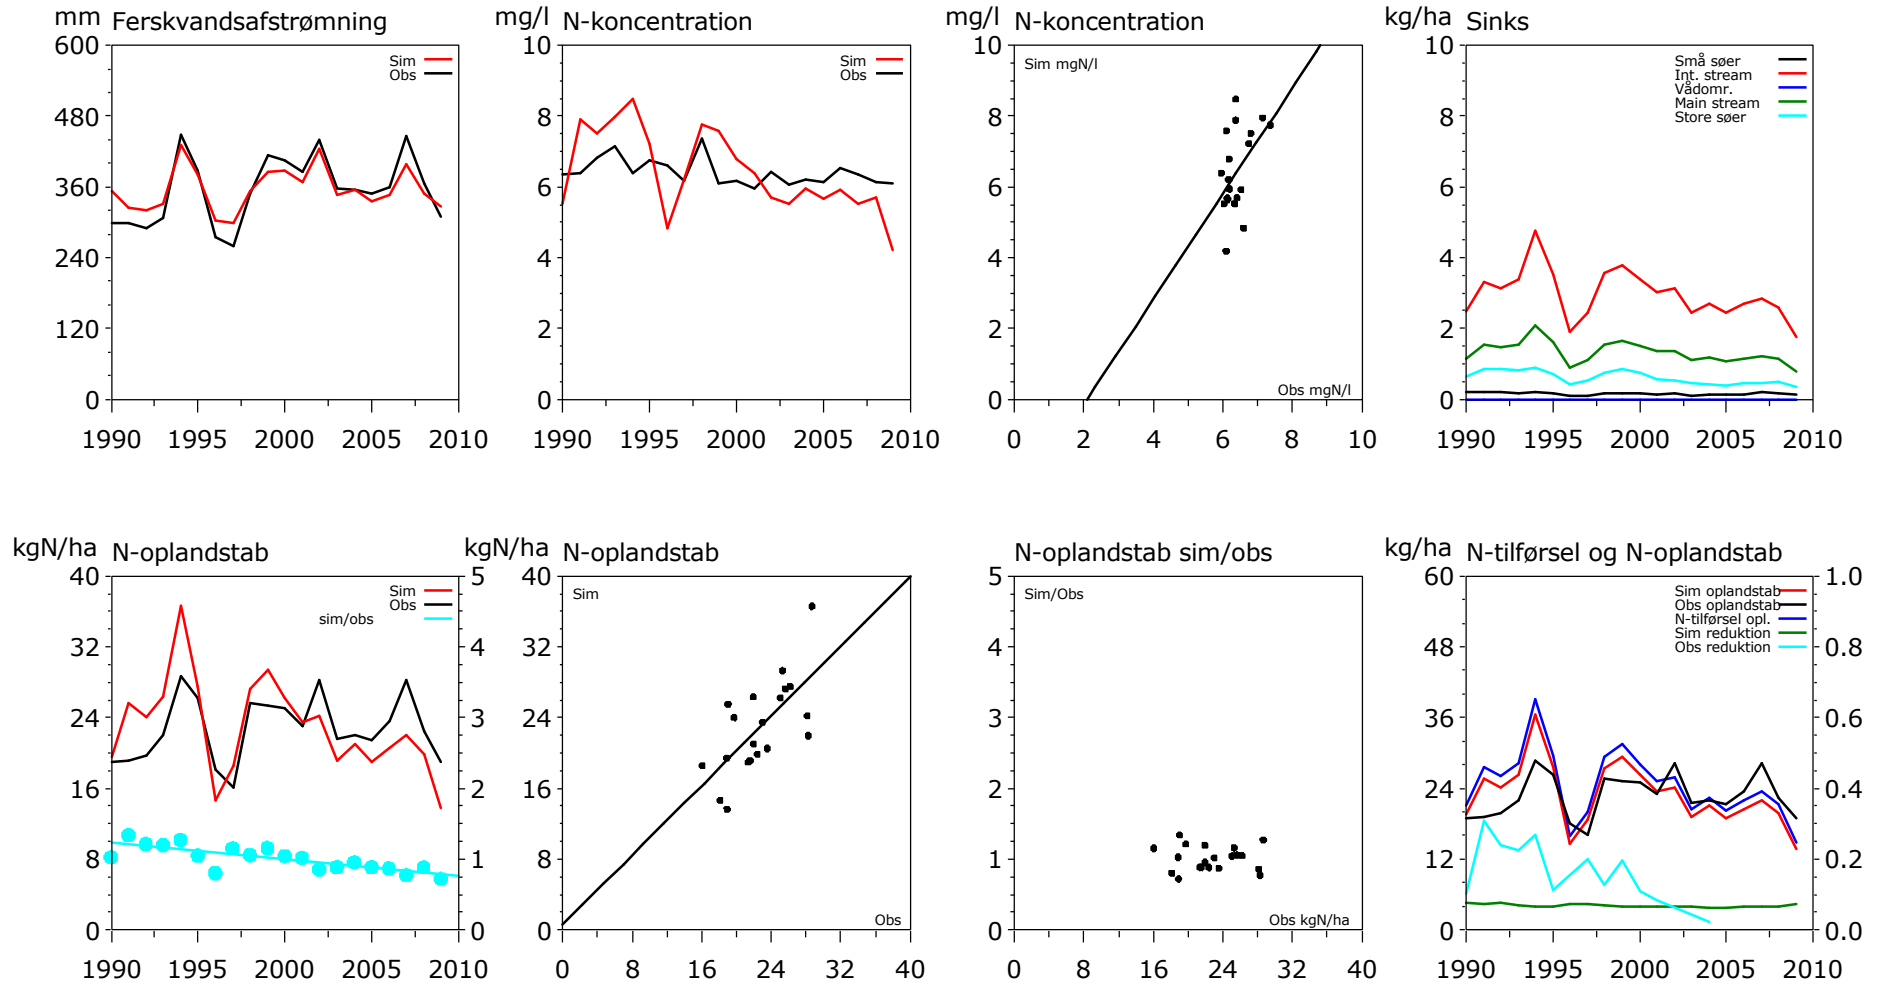 mm Ferskvandsafstrømning
600
480
360
240
120
0
1990 1995 2000 2005 2010
Sim
Obs
mg/l N-koncentration
10
8
6
4
2
0
1990 1995 2000 2005 2010
Sim
Obs
mg/l N-koncentration
10
8
6
4
2
0
0 2 4 6 8 10
Sim mgN/l
Obs mgN/l
kg/ha Sinks
10
8
6
4
2
0
1990 1995 2000 2005 2010
Små søer
Int. stream
Vådomr.
Main stream
Store søer
kgN/ha N-oplandstab
40
32
24
16
8
0
1990 1995 2000 2005 2010
Sim
Obs
sim/obs
5
4
3
2
1
0
kgN/ha N-oplandstab
40
32
24
16
8
0
0 8 16 24 32 40
Sim
Obs
N-oplandstab sim/obs
5
4
3
2
1
0
0 8 16 24 32 40
Sim/Obs
Obs kgN/ha
kg/ha N-tilførsel og N-oplandstab
60
48
36
24
12
0
1990 1995 2000 2005 2010
Sim oplandstab
Obs oplandstab
N-tilførsel opl.
Sim reduktion
Obs reduktion
1.0
0.8
0.6
0.4
0.2
0.0